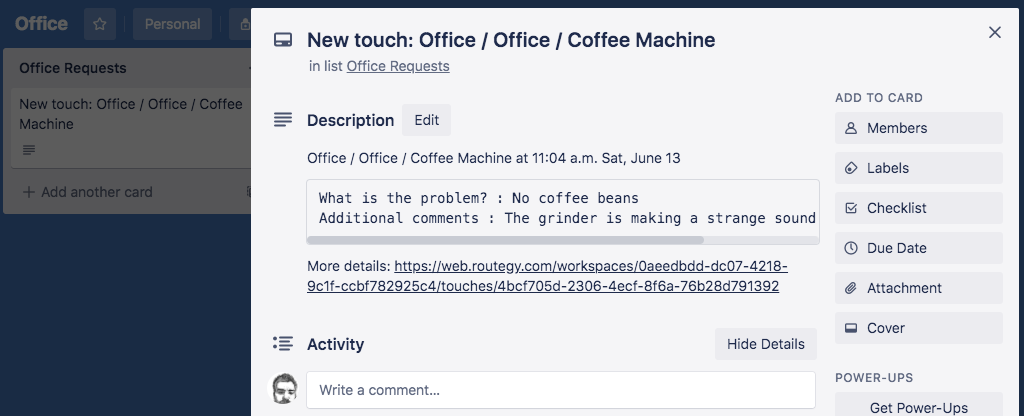 Office
Personal
Office Requests
New touch: Office / Office / Coffee
Machine
+ Add another card
New touch: Office / Office / Coffee Machine
in list Office Requests
Description
Edit
Office / Office / Coffee Machine at 11:04 a.m. Sat, June 13
What is the problem? : No coffee beans
Additional comments : The grinder is making a strange sound
More details: https://web.routegy.com/workspaces/0aeedbdd-dc07-4218-
9c1f-ccbf782925c4/touches/4bcf705d-2306-4ecf-8f6a-76b28d791392
Activity
Hide Details
Write a comment...
ADD TO CARD
Members
Labels
Checklist
Due Date
Attachment
Cover
POWER-UPS
Get Power-Ups